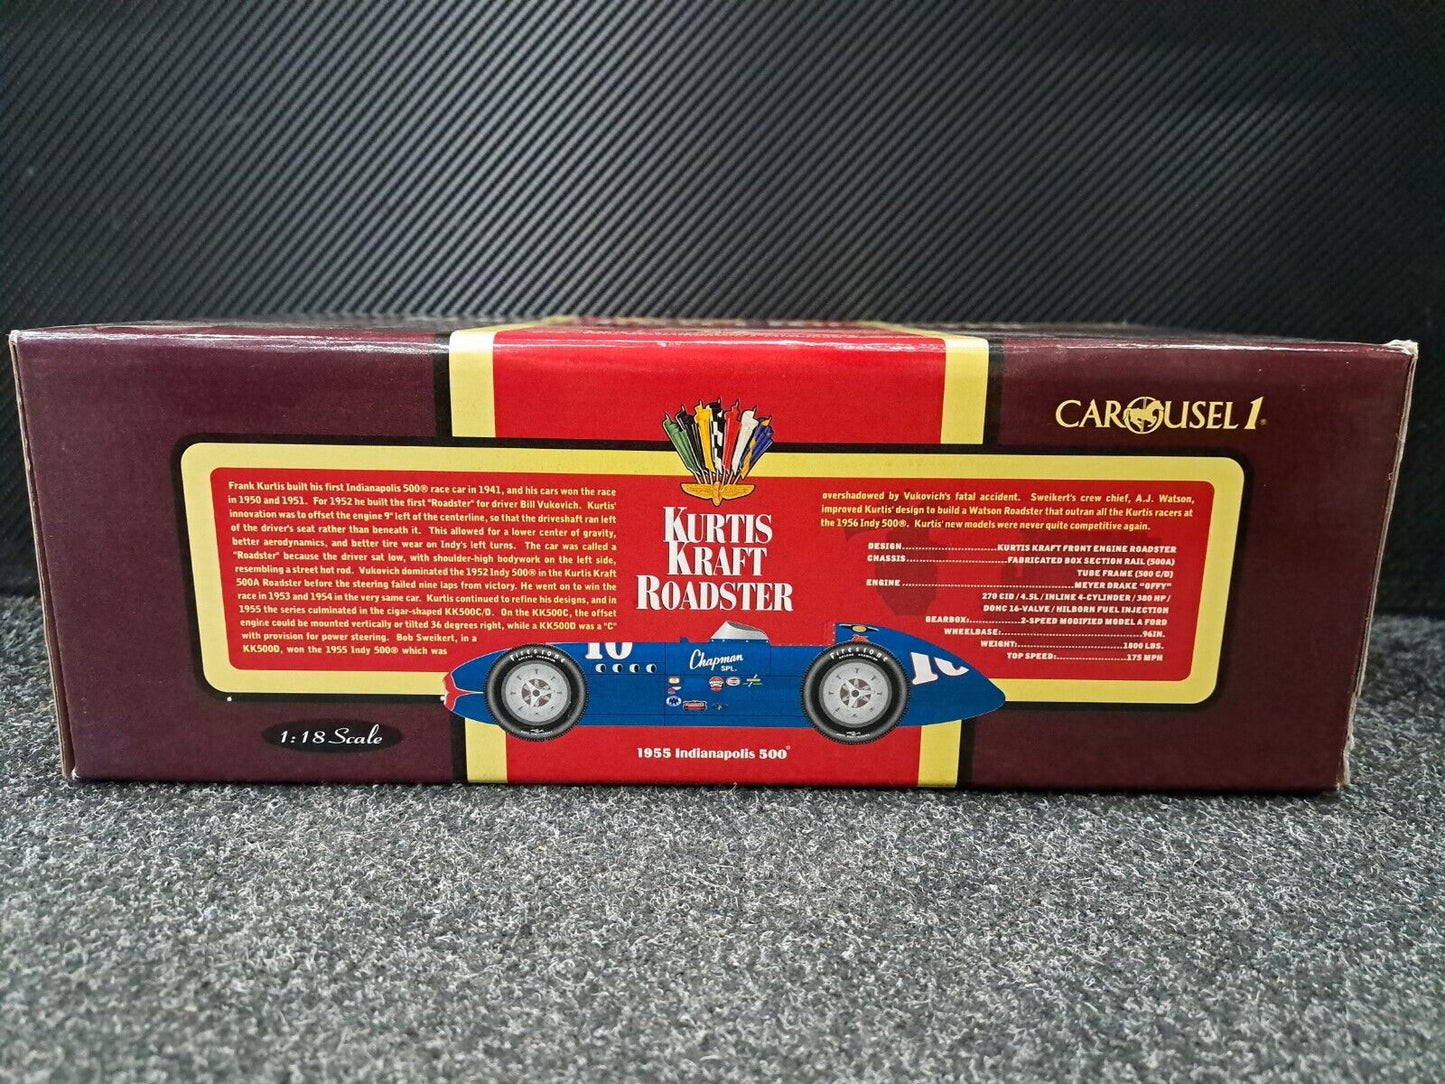 CAROUSEL 1®
Frank Kurtis built his first Indianapolis 500® race car in 1941, and his cars won the race
in 1950 and 1951. For 1952 he built the first "Roadster" for driver Bill Vukovich. Kurtis'
innovation was to offset the engine 9" left of the centerline, so that the driveshaft ran left
of the driver's seat rather than beneath it. This allowed for a lower center of gravity,
better aerodynamics, and better tire wear on Indy's left turns. The car was called a
"Roadster" because the driver sat low, with shoulder-high bodywork on the left side,
resembling a street hot rod. Vukovich dominated the 1952 Indy 500® in the Kurtis Kraft
500A Roadster before the steering failed nine laps from victory. He went on to win the
race in 1953 and 1954 in the very same car. Kurtis continued to refine his designs, and in
1955 the series culminated in the cigar-shaped KK500C/D. On the KK500C, the offset
engine could be mounted vertically or tilted 36 degrees right, while a KK500D was a "C"
with provision for power steering. Bob Sweikert, in a
KK500D, won the 1955 Indy 500® which was
KURTIS
KRAFT
ROADSTER
overshadowed by Vukovich's fatal accident. Sweikert's crew chief, A.J. Watson,
improved Kurtis' design to build a Watson Roadster that outran all the Kurtis racers at
the 1956 Indy 500®. Kurtis' new models were never quite competitive again.
DESIGN........................KURTIS KRAFT FRONT ENGINE ROADSTER
CHASSIS.................................FABRICATED BOX SECTION RAIL (500A)
TUBE FRAME (500 C/D)
ENGINE............................................MEYER DRAKE "OFFY"
270 CID / 4.5L / INLINE 4-CYLINDER / 380 HP /
DOHC 16-VALVE / HILBORN FUEL INJECTION
GEARBOX:.............2-SPEED MODIFIED MODEL A FORD
WHEELBASE:....................................96IN.
WEIGHT:...........................1800 LBS.
TOP SPEED:.........................175 MPH
10
Firestone
Chapman
SPL.
Firestone
10
1:18 Scale
1955 Indianapolis 500®